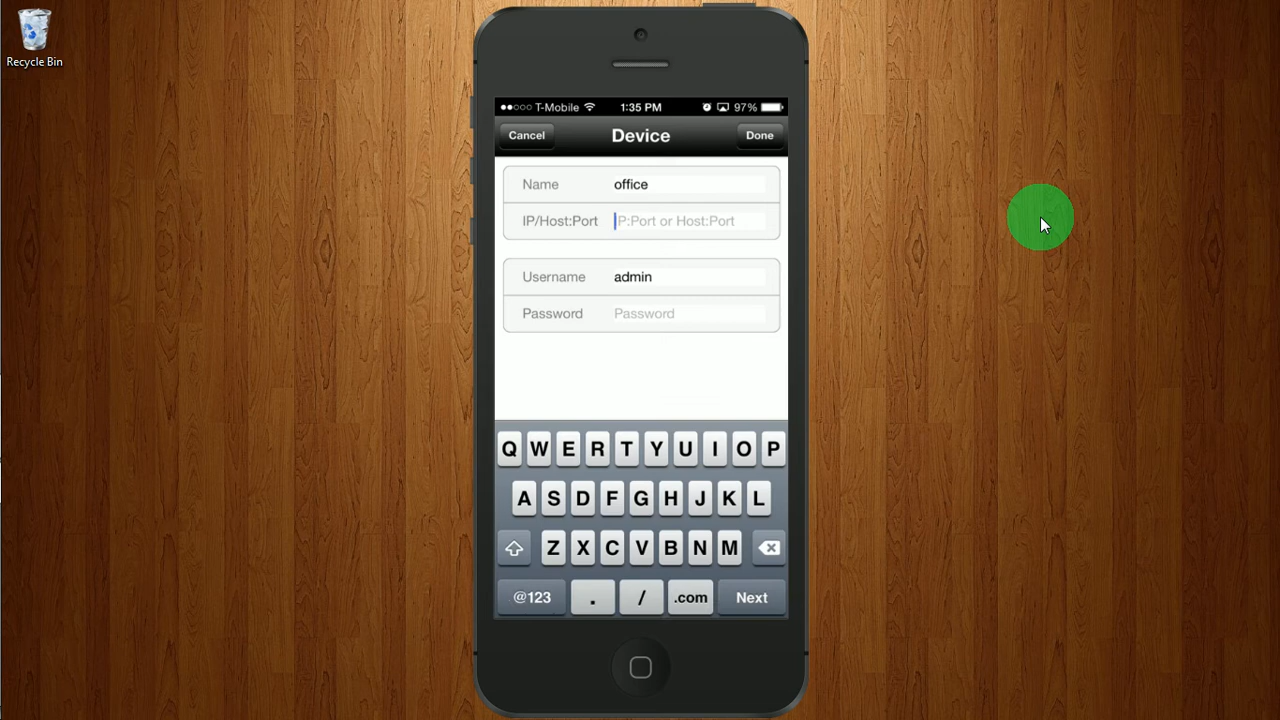 Recycle Bin
T-Mobile 1:35 PM 97%
Cancel Device Done
Name office
IP/Host:Port IP:Port or Host:Port
Username admin
Password Password
Q W E R T Y U I O P
A S D F G H J K L
Z X C V B N M
@123 . / .com Next